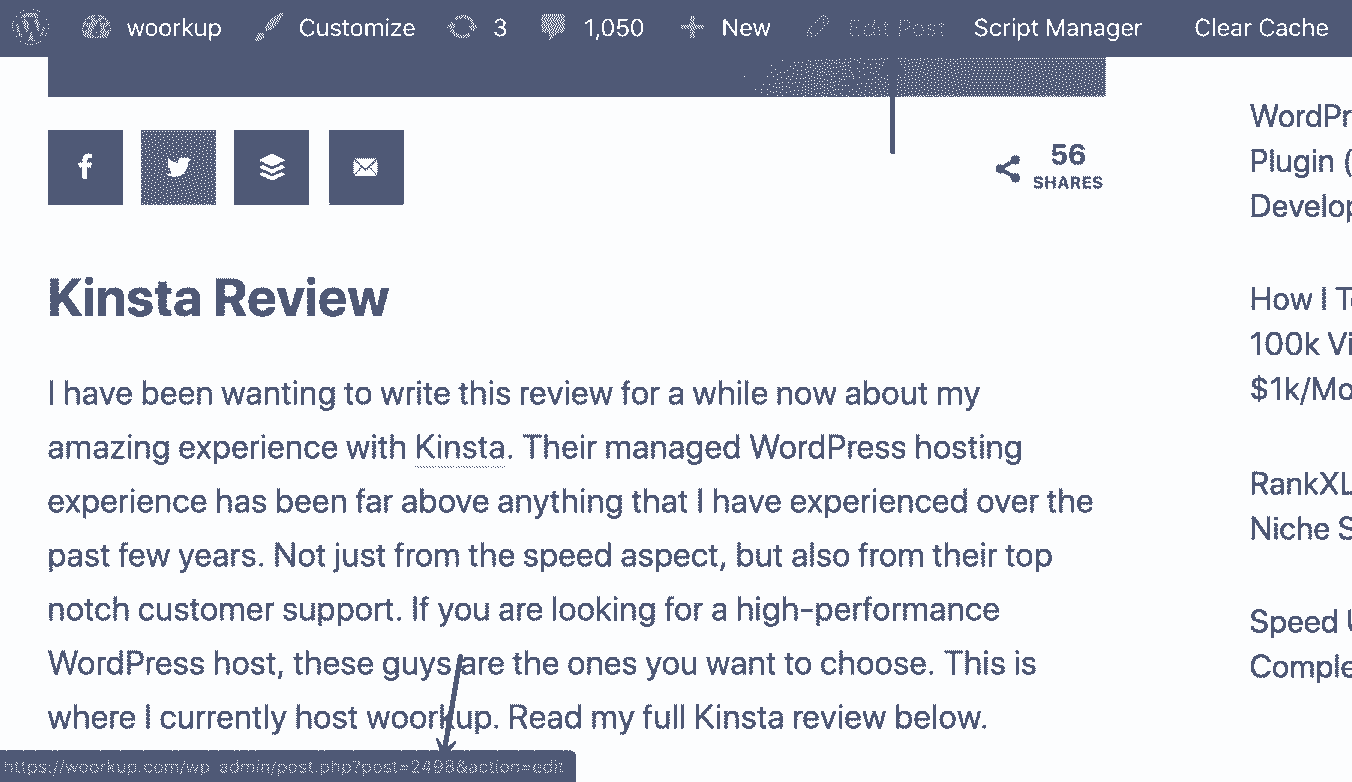 woorkup Customize 3 1,050 New Edit Post Script Manager Clear Cache
56
SHARES
Kinsta Review
I have been wanting to write this review for a while now about my
amazing experience with Kinsta. Their managed WordPress hosting
experience has been far above anything that I have experienced over the
past few years. Not just from the speed aspect, but also from their top
notch customer support. If you are looking for a high-performance
WordPress host, these guys are the ones you want to choose. This is
where I currently host woorkup. Read my full Kinsta review below.
WordPr
Plugin (
Develop
How I T
100k Vi
$1k/Mo
RankXL
Niche S
Speed U
Comple
https://woorkup.com/wp-admin/post.php?post=2498&action=edit